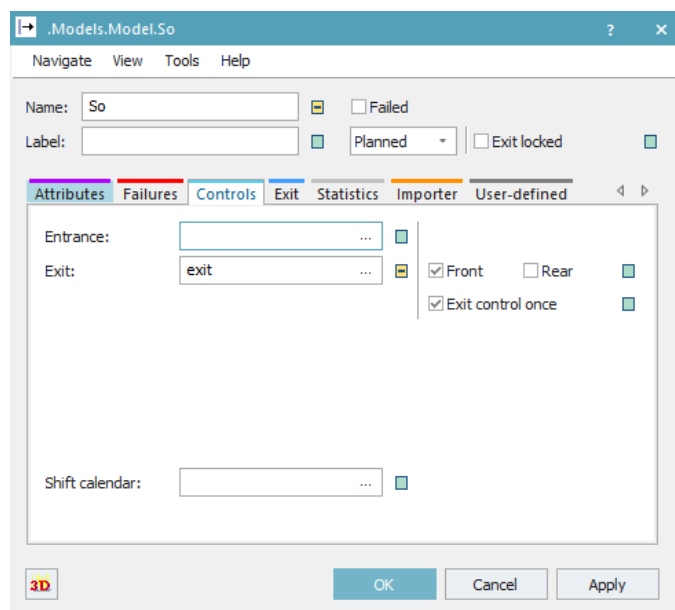 .Models.Model.So ? ×
Navigate View Tools Help
Name: So Failed
Label: Planned Exit locked
Attributes Failures Controls Exit Statistics Importer User-defined
Entrance: ...
Exit: exit ... Front Rear
Exit control once
Shift calendar: ...
3D OK Cancel Apply